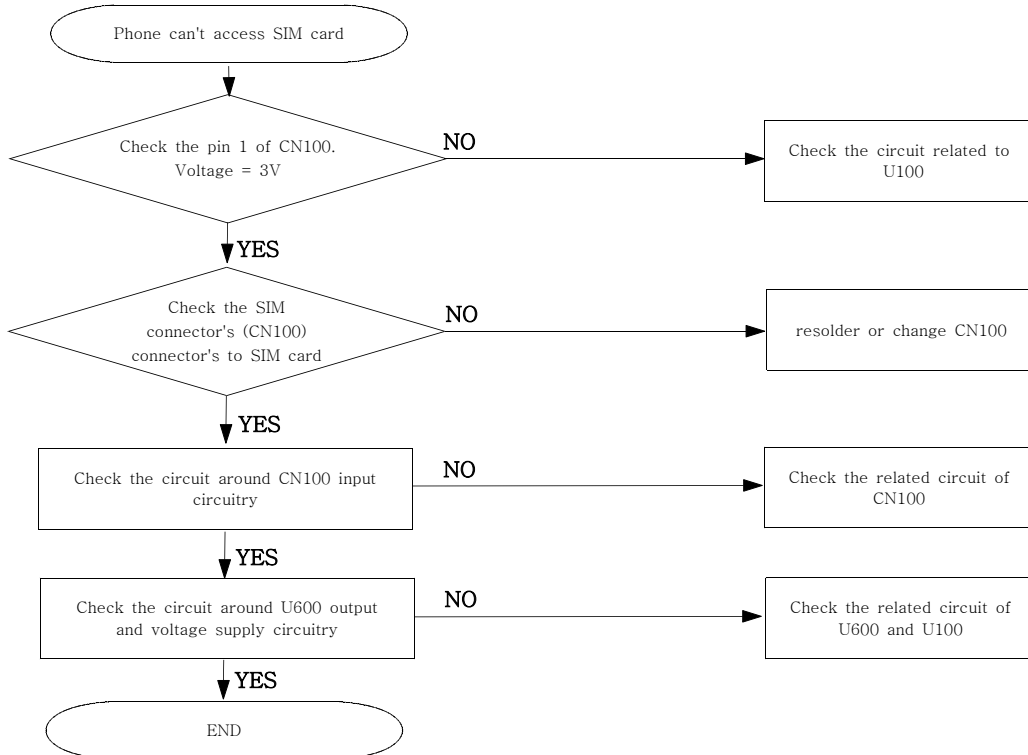 Phone can't access SIM card
Check the pin 1 of CN100.
Voltage = 3V
NO
Check the circuit related to
U100
YES
Check the SIM
connector's (CN100)
connector's to SIM card
NO
resolder or change CN100
YES
Check the circuit around CN100 input
circuitry
NO
Check the related circuit of
CN100
YES
Check the circuit around U600 output
and voltage supply circuitry
NO
Check the related circuit of
U600 and U100
YES
END